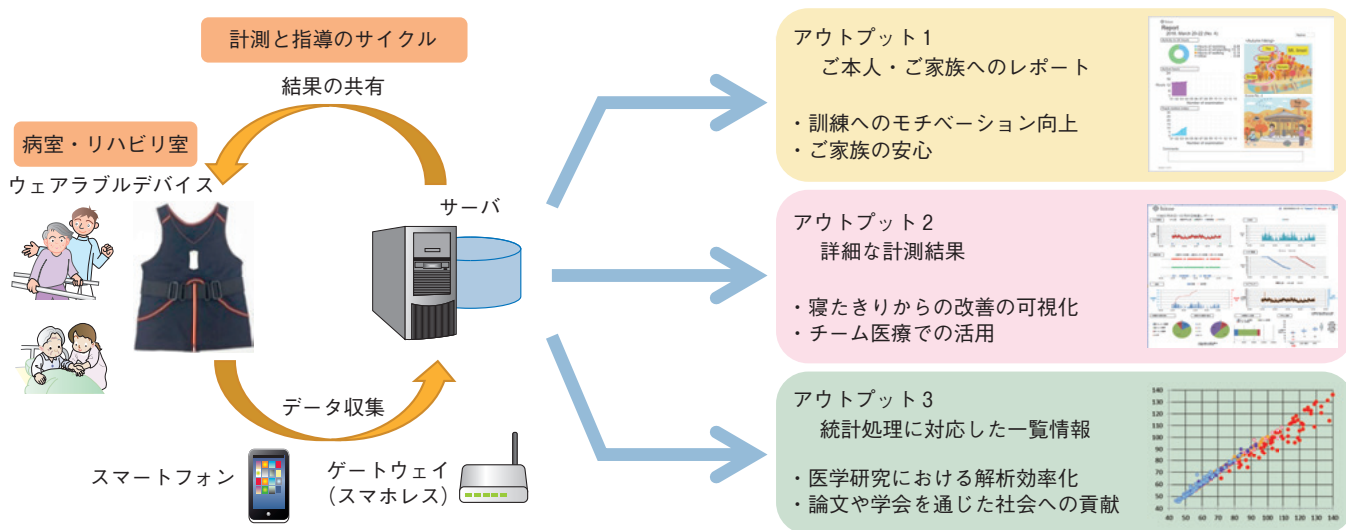 計測と指導のサイクル
結果の共有
病室・リハビリ室
ウェアラブルデバイス
サーバ
データ収集
スマートフォン
ゲートウェイ
（スマホレス）
アウトプット1
ご本人・ご家族へのレポート
・訓練へのモチベーション向上
・ご家族の安心
Report
アウトプット2
詳細な計測結果
・寝たきりからの改善の可視化
・チーム医療での活用
アウトプット3
統計処理に対応した一覧情報
・医学研究における解析効率化
・論文や学会を通じた社会への貢献
140
130
120
110
100
90
80
70
60
50
40
40 50 60 70 80 90 100 110 120 130 140